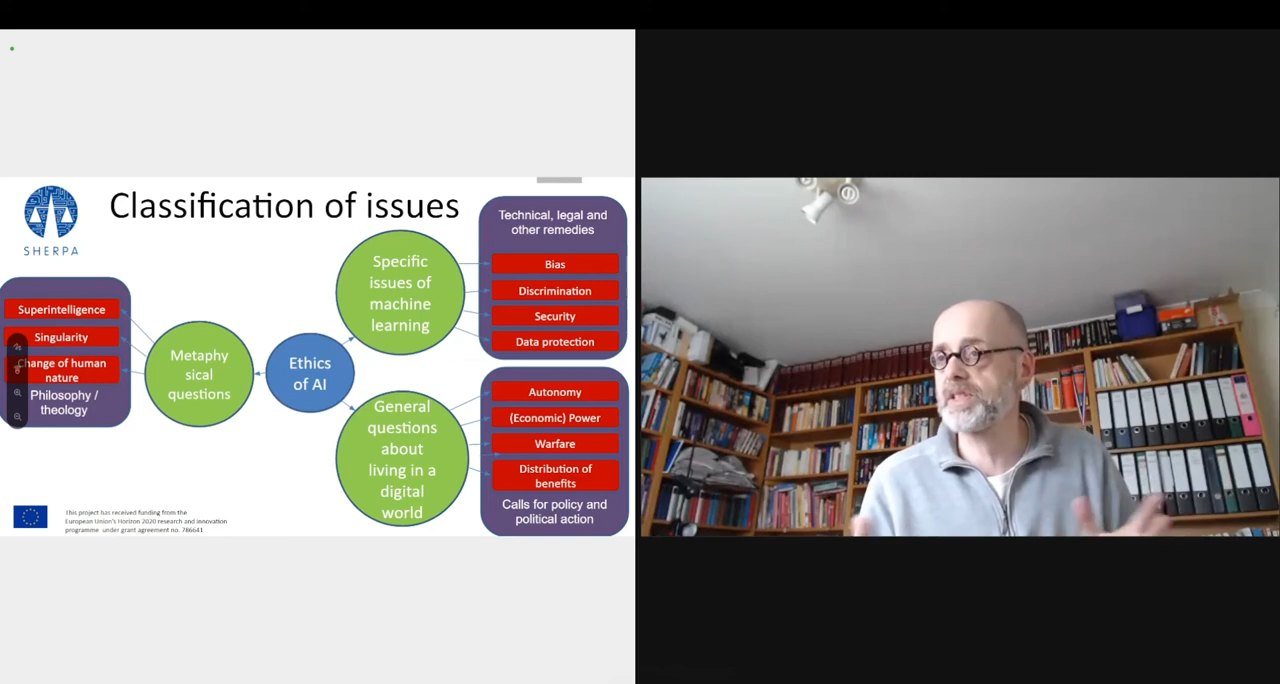 SHERPA
Classification of issues
Superintelligence
Singularity
Change of human
nature
Philosophy /
theology
Metaphy
sical
questions
Ethics
of AI
Specific
issues of
machine
learning
General
questions
about
living in a
digital
world
Technical, legal and
other remedies
Bias
Discrimination
Security
Data protection
Autonomy
(Economic) Power
Warfare
Distribution of
benefits
Calls for policy and
political action
This project has received funding from the
European Union's Horizon 2020 research and innovation
programme under grant agreement no. 786641